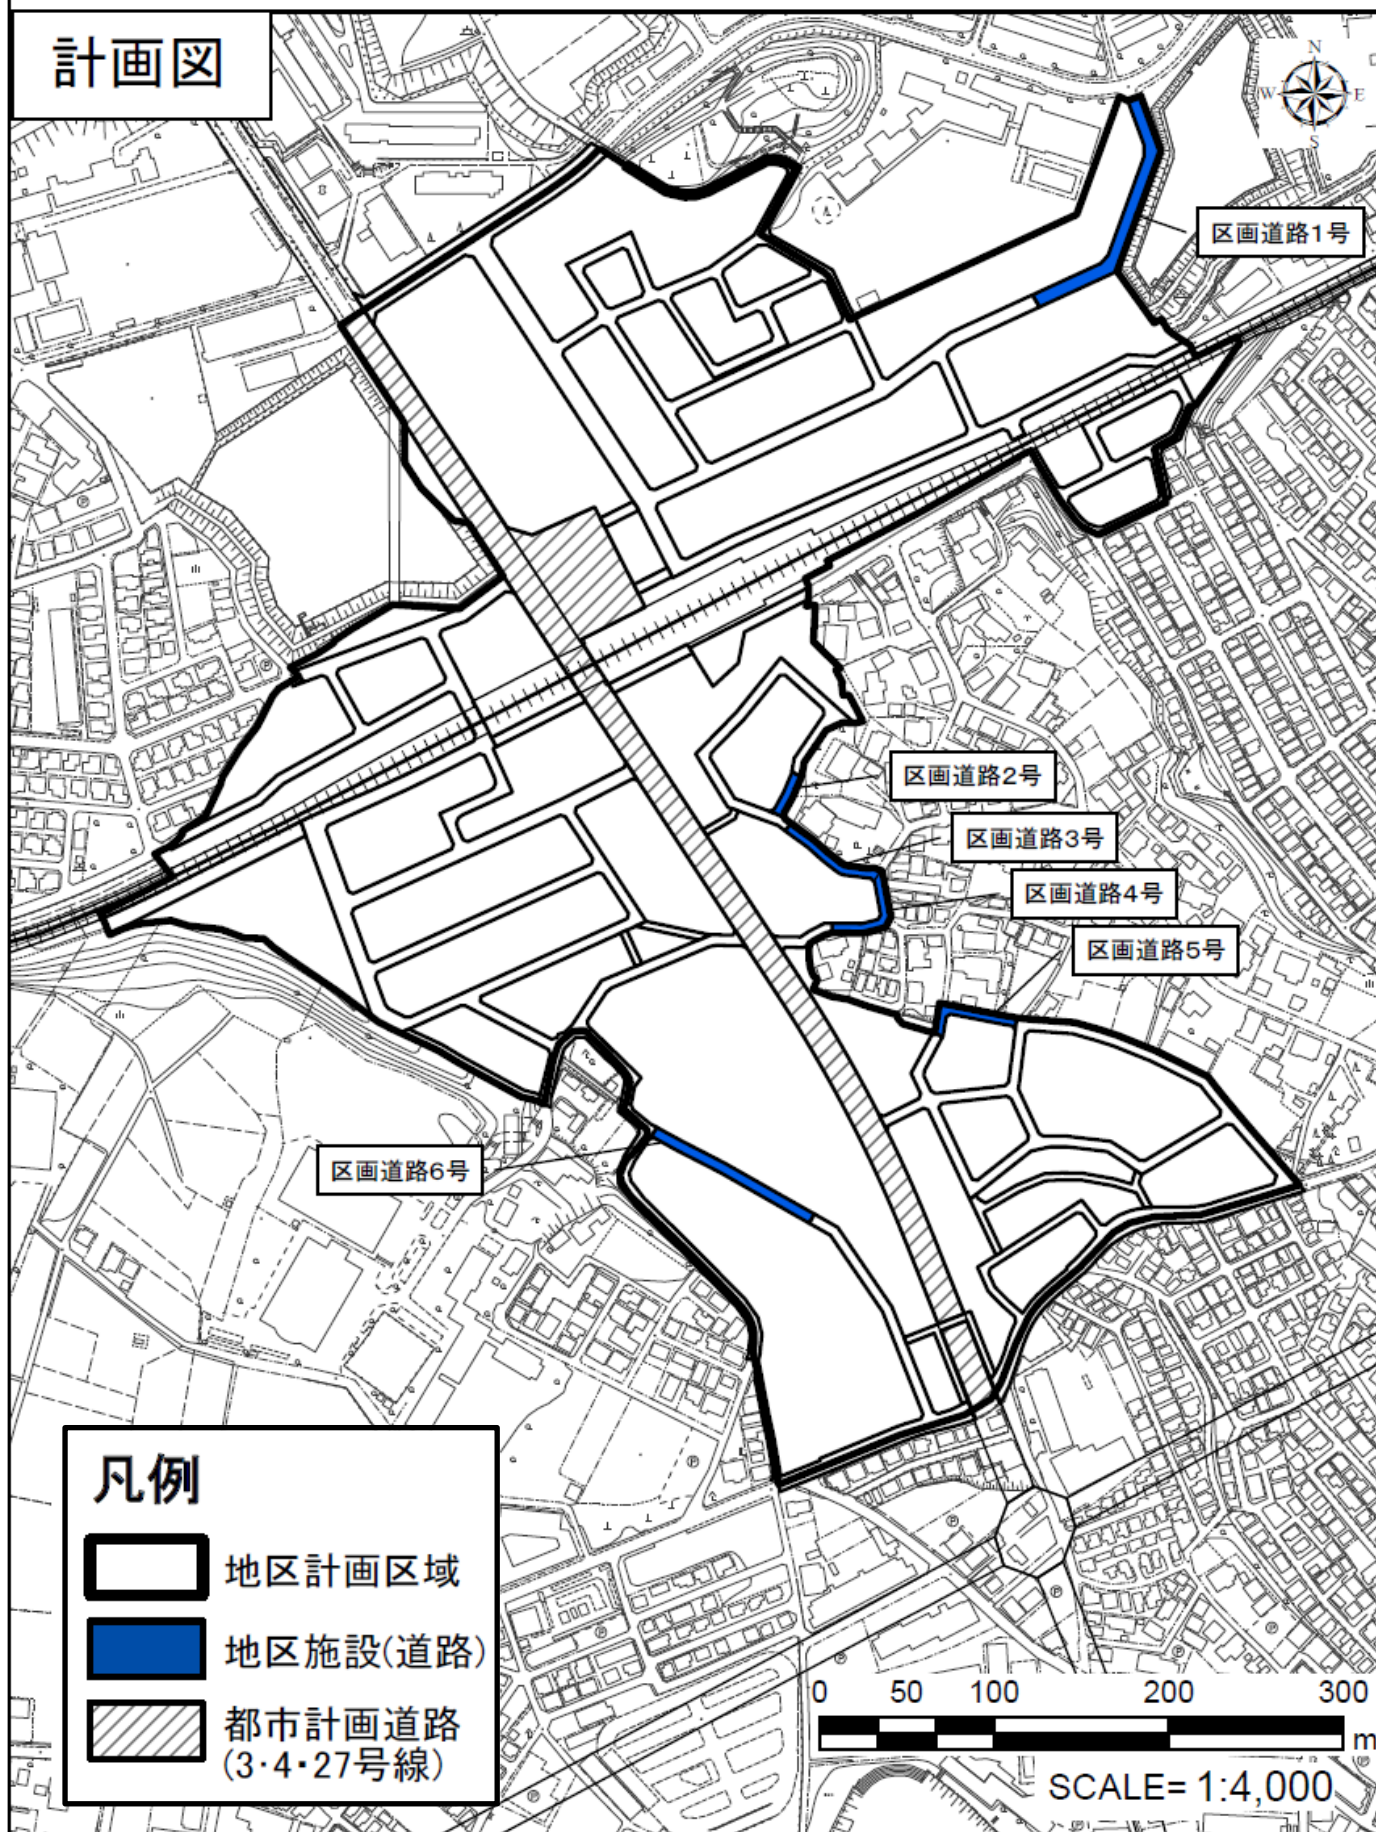 計画図
N
W
E
S
区画道路1号
区画道路2号
区画道路3号
区画道路4号
区画道路5号
区画道路6号
凡例
地区計画区域
地区施設(道路)
都市計画道路
(3・4・27号線)
0 50 100 200 300
m
SCALE= 1:4,000